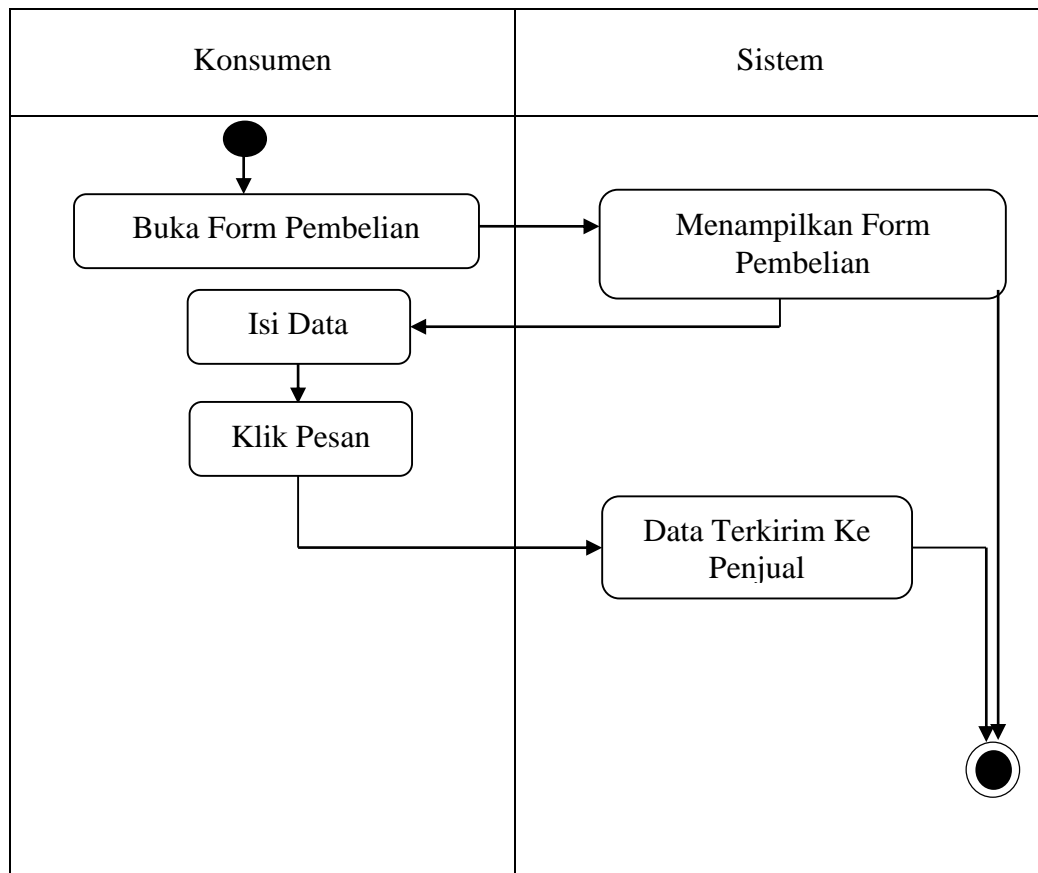 Konsumen
Sistem
Buka Form Pembelian
Menampilkan Form
Pembelian
Isi Data
Klik Pesan
Data Terkirim Ke
Penjual